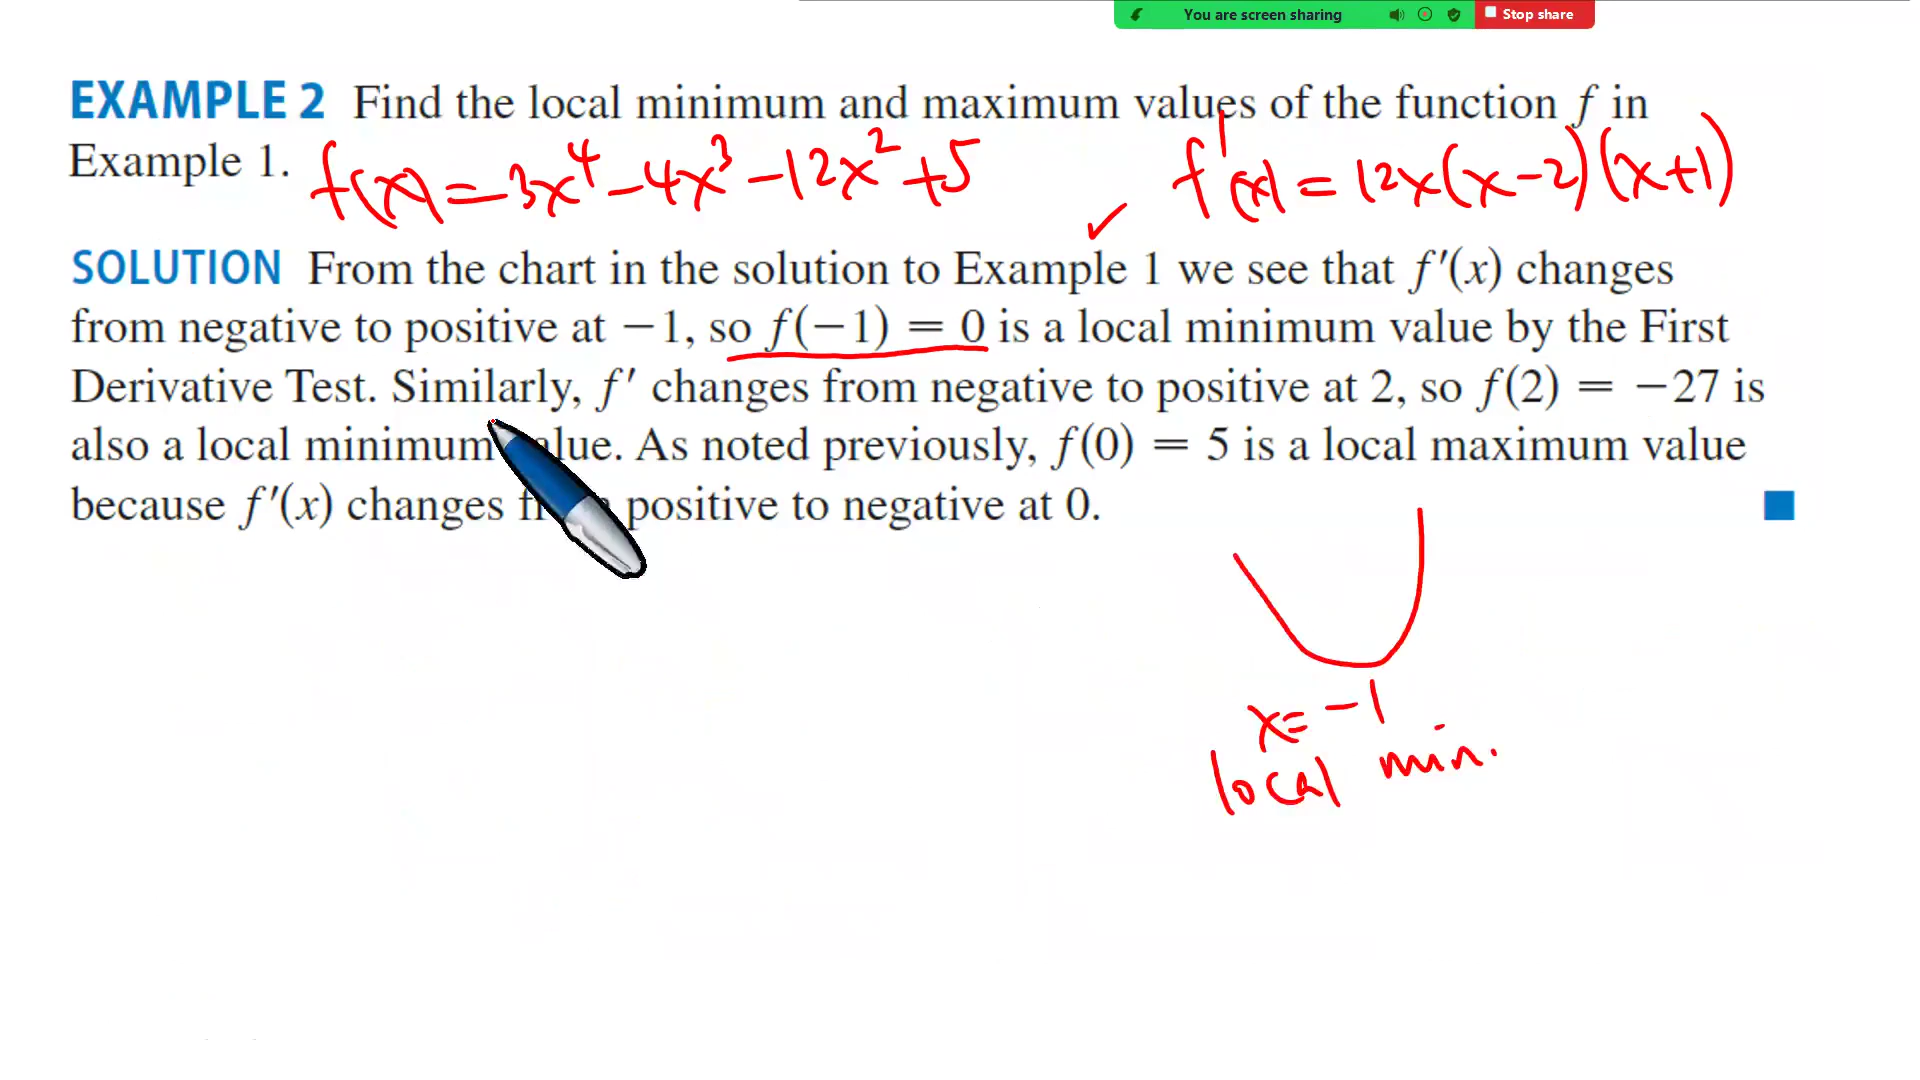 You are screen sharing Stop share
EXAMPLE 2 Find the local minimum and maximum values of the function f in
Example 1. f(x) = 3x⁴ - 4x³ - 12x² + 5 f'(x) = 12x(x-2)(x+1)
SOLUTION From the chart in the solution to Example 1 we see that f′(x) changes
from negative to positive at −1, so f(−1) = 0 is a local minimum value by the First
Derivative Test. Similarly, f′ changes from negative to positive at 2, so f(2) = −27 is
also a local minimum value. As noted previously, f(0) = 5 is a local maximum value
because f′(x) changes from positive to negative at 0.
x = -1
local min.